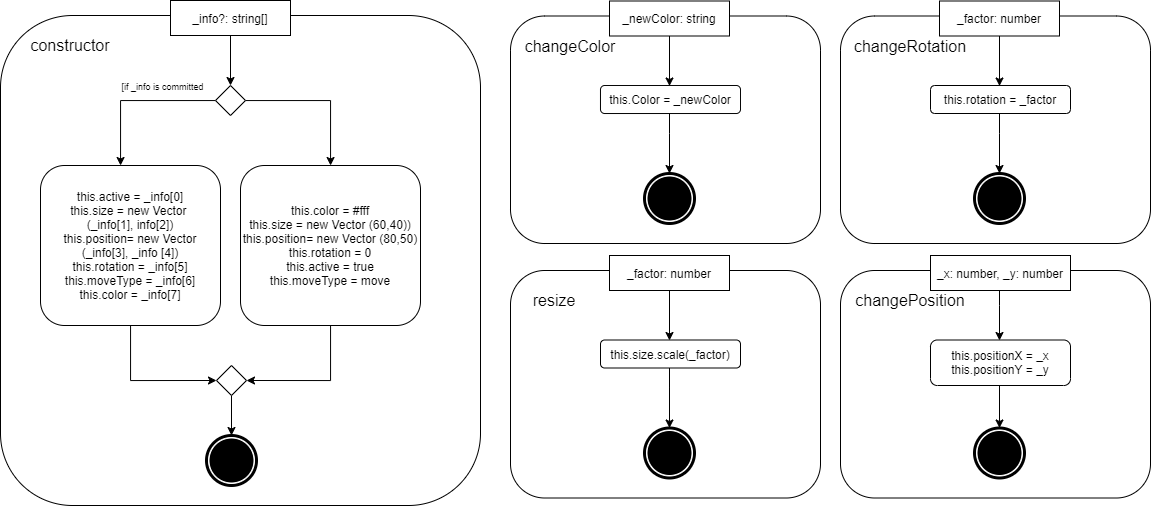 _info?: string[]
constructor
[if _info is committed
this.active = _info[0]
this.size = new Vector
(_info[1], info[2])
this.position= new Vector
(_info[3], _info [4])
this.rotation = _info[5]
this.moveType = _info[6]
this.color = _info[7]
this.color = #fff
this.size = new Vector (60,40))
this.position= new Vector (80,50)
this.rotation = 0
this.active = true
this.moveType = move
_newColor: string
changeColor
this.Color = _newColor
_factor: number
changeRotation
this.rotation = _factor
_factor: number
resize
this.size.scale(_factor)
_x: number, _y: number
changePosition
this.positionX = _x
this.positionY = _y